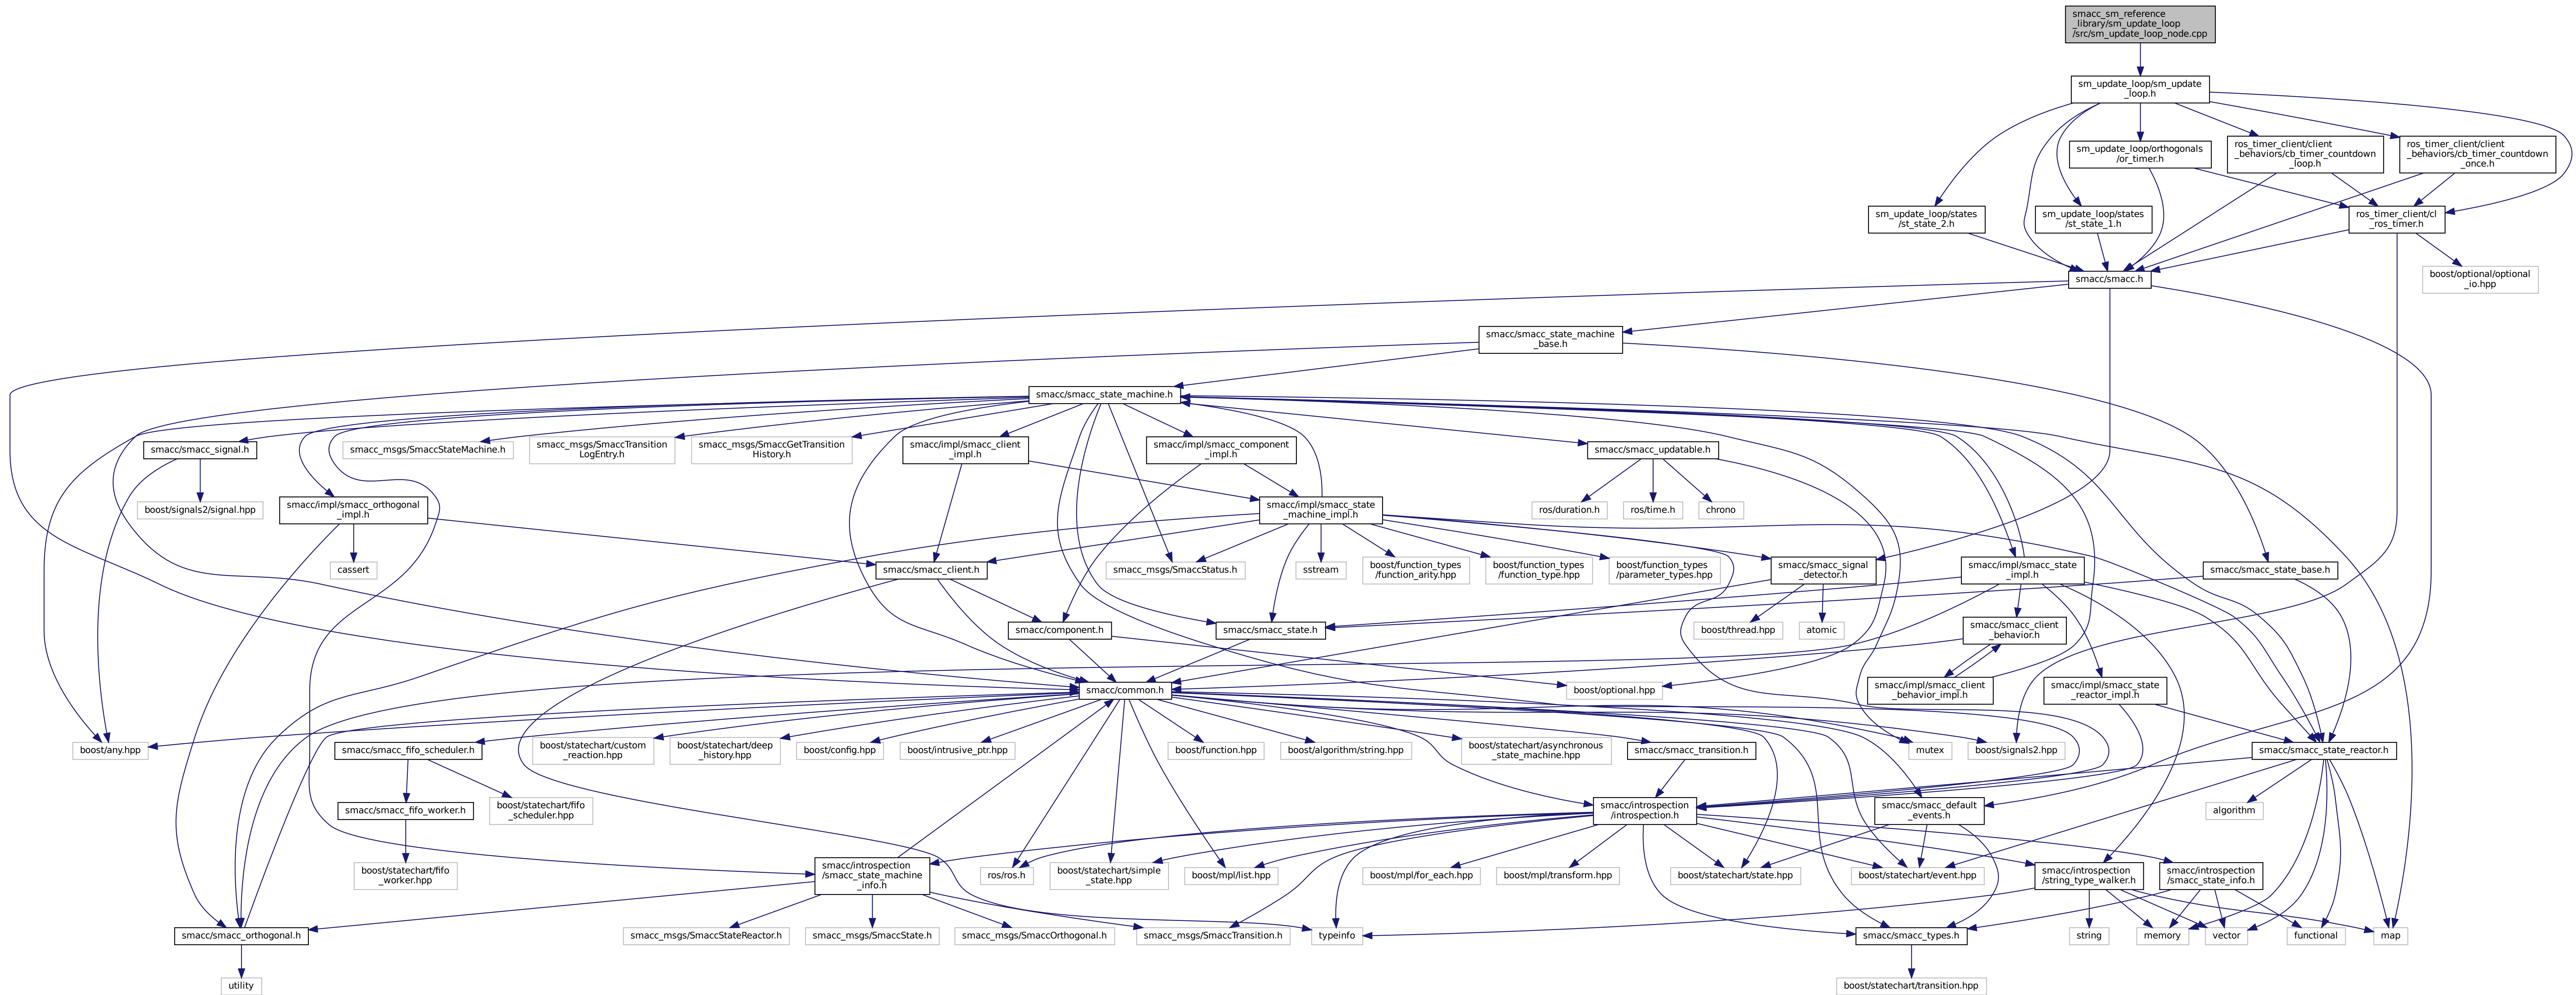 smacc_sm_reference
_library/sm_update_loop
/src/sm_update_loop_node.cpp
sm_update_loop/sm_update
_loop.h
sm_update_loop/orthogonals
/or_timer.h
ros_timer_client/client
_behaviors/cb_timer_countdown
_loop.h
ros_timer_client/client
_behaviors/cb_timer_countdown
_once.h
sm_update_loop/states
/st_state_2.h
sm_update_loop/states
/st_state_1.h
ros_timer_client/cl
_ros_timer.h
smacc/smacc.h
boost/optional/optional
_io.hpp
smacc/smacc_state_machine
_base.h
smacc/smacc_state_machine.h
smacc/smacc_signal.h
smacc_msgs/SmaccStateMachine.h
smacc_msgs/SmaccTransition
LogEntry.h
smacc_msgs/SmaccGetTransition
History.h
smacc/impl/smacc_client
_impl.h
smacc/impl/smacc_component
_impl.h
smacc/smacc_updatable.h
boost/signals2/signal.hpp
smacc/impl/smacc_orthogonal
_impl.h
smacc/impl/smacc_state
_machine_impl.h
ros/duration.h
ros/time.h
chrono
cassert
smacc/smacc_client.h
smacc_msgs/SmaccStatus.h
sstream
boost/function_types
/function_arity.hpp
boost/function_types
/function_type.hpp
boost/function_types
/parameter_types.hpp
smacc/smacc_signal
_detector.h
smacc/impl/smacc_state
_impl.h
smacc/smacc_state_base.h
smacc/component.h
smacc/smacc_state.h
boost/thread.hpp
atomic
smacc/smacc_client
_behavior.h
smacc/common.h
boost/optional.hpp
smacc/impl/smacc_client
_behavior_impl.h
smacc/impl/smacc_state
_reactor_impl.h
boost/any.hpp
smacc/smacc_fifo_scheduler.h
boost/statechart/custom
_reaction.hpp
boost/statechart/deep
_history.hpp
boost/config.hpp
boost/intrusive_ptr.hpp
boost/function.hpp
boost/algorithm/string.hpp
boost/statechart/asynchronous
_state_machine.hpp
smacc/smacc_transition.h
mutex
boost/signals2.hpp
smacc/smacc_state_reactor.h
smacc/smacc_fifo_worker.h
boost/statechart/fifo
_scheduler.hpp
smacc/introspection
/introspection.h
smacc/smacc_default
_events.h
algorithm
boost/statechart/fifo
_worker.hpp
smacc/introspection
/smacc_state_machine
_info.h
ros/ros.h
boost/statechart/simple
_state.hpp
boost/mpl/list.hpp
boost/mpl/for_each.hpp
boost/mpl/transform.hpp
boost/statechart/state.hpp
boost/statechart/event.hpp
smacc/introspection
/string_type_walker.h
smacc/introspection
/smacc_state_info.h
smacc/smacc_orthogonal.h
smacc_msgs/SmaccStateReactor.h
smacc_msgs/SmaccState.h
smacc_msgs/SmaccOrthogonal.h
smacc_msgs/SmaccTransition.h
typeinfo
smacc/smacc_types.h
string
memory
vector
functional
map
utility
boost/statechart/transition.hpp